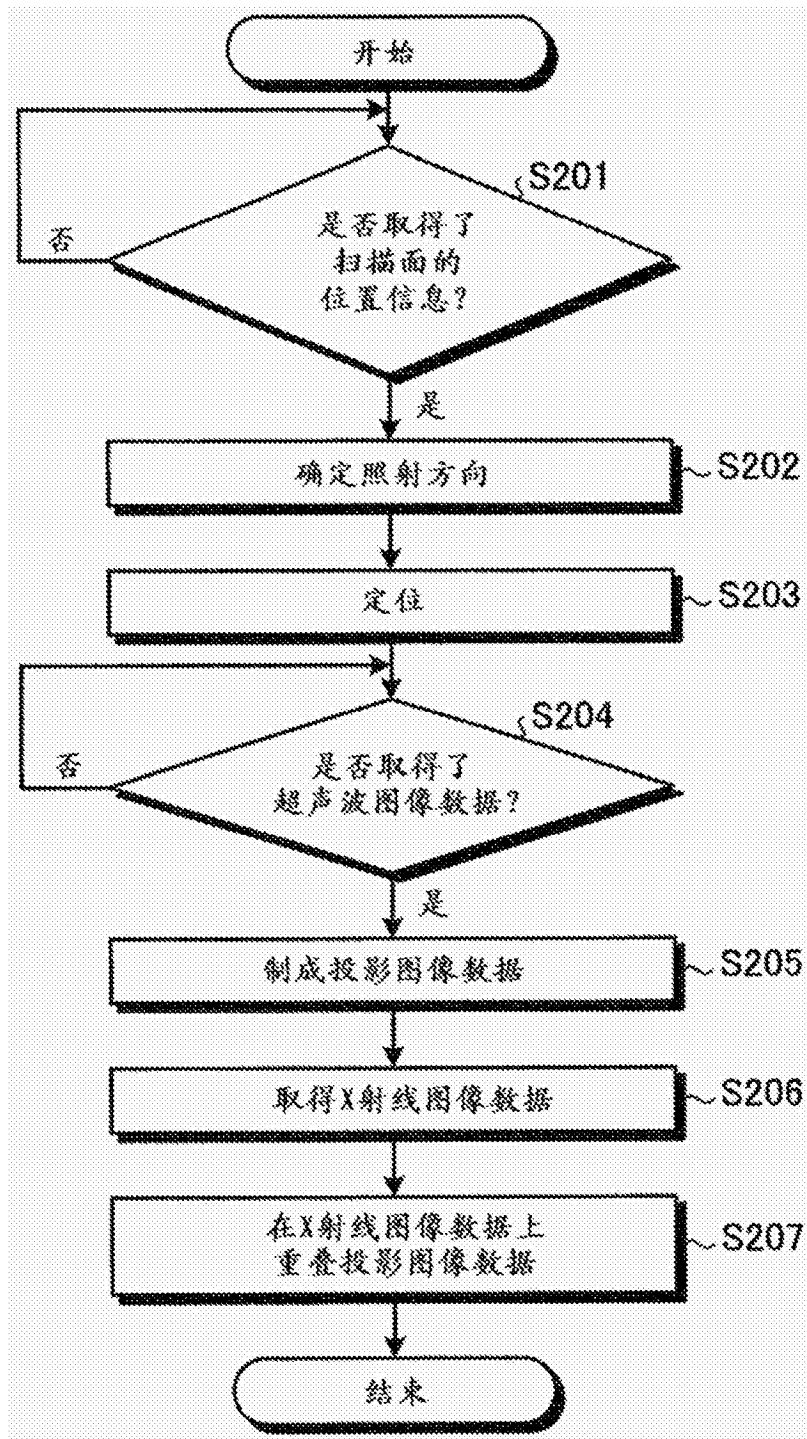 开始
S201
是否取得了
扫描面的
位置信息?
否
是
确定照射方向
S202
定位
S203
S204
是否取得了
超声波图像数据?
否
是
制成投影图像数据
S205
取得X射线图像数据
S206
在X射线图像数据上
重叠投影图像数据
S207
结束